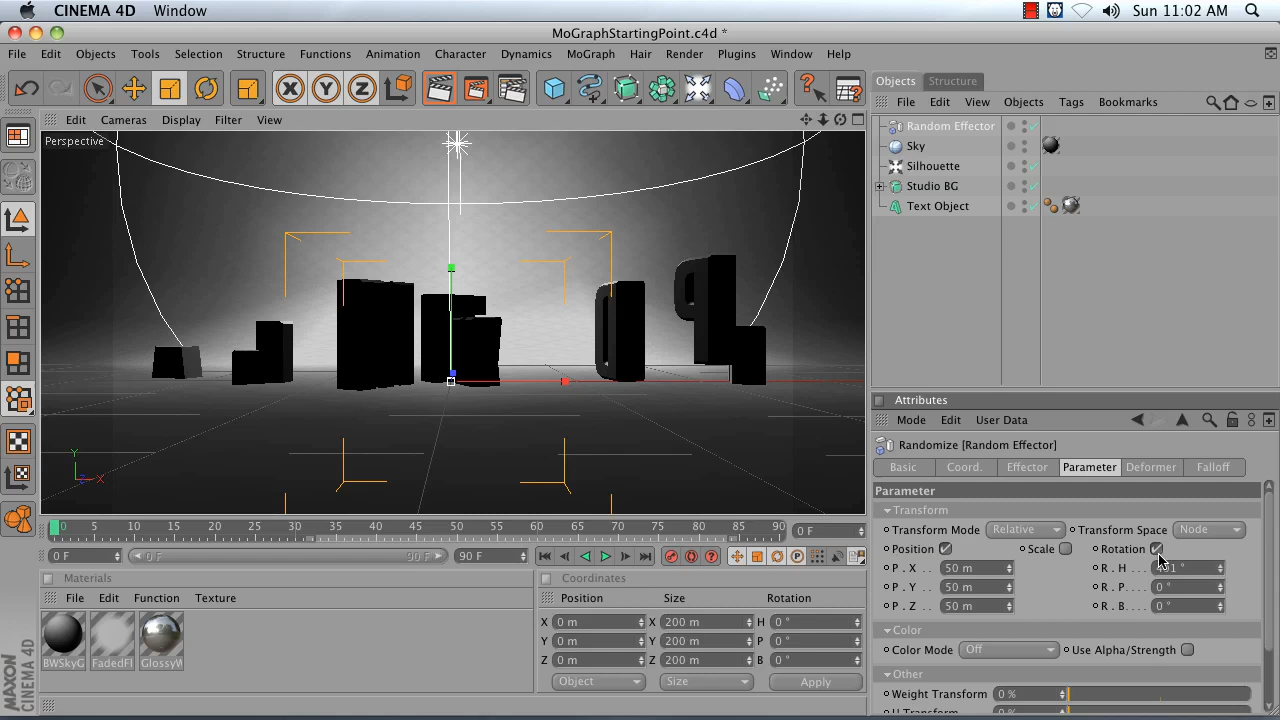 CINEMA 4D Window Sun 11:02 AM
MoGraphStartingPoint.c4d *
File Edit Objects Tools Selection Structure Functions Animation Character Dynamics MoGraph Hair Render Plugins Window Help
Objects Structure
Edit Cameras Display Filter View
File Edit View Objects Tags Bookmarks
Perspective
Random Effector
Sky
Silhouette
Studio BG
Text Object
Y
X
Attributes
Mode Edit User Data
Randomize [Random Effector]
Basic Coord. Effector Parameter Deformer Falloff
Parameter
Transform
Transform Mode Relative Transform Space Node
Position Scale Rotation
P . X . . 50 m R . H . . .
P . Y . . 50 m R . P . . . 0 °
P . Z . . 50 m R . B . . . 0 °
Color
Color Mode Off Use Alpha/Strength
Other
Weight Transform 0 %
0 5 10 15 20 25 30 35 40 45 50 55 60 65 70 75 80 85 90 0 F
0 F 0 F 90 F 90 F
Materials
File Edit Function Texture
BWSkyG FadedFl GlossyW
Coordinates
Position Size Rotation
X 0 m X 200 m H 0 °
Y 0 m Y 200 m P 0 °
Z 0 m Z 200 m B 0 °
Object Size Apply
MAXON
CINEMA 4D